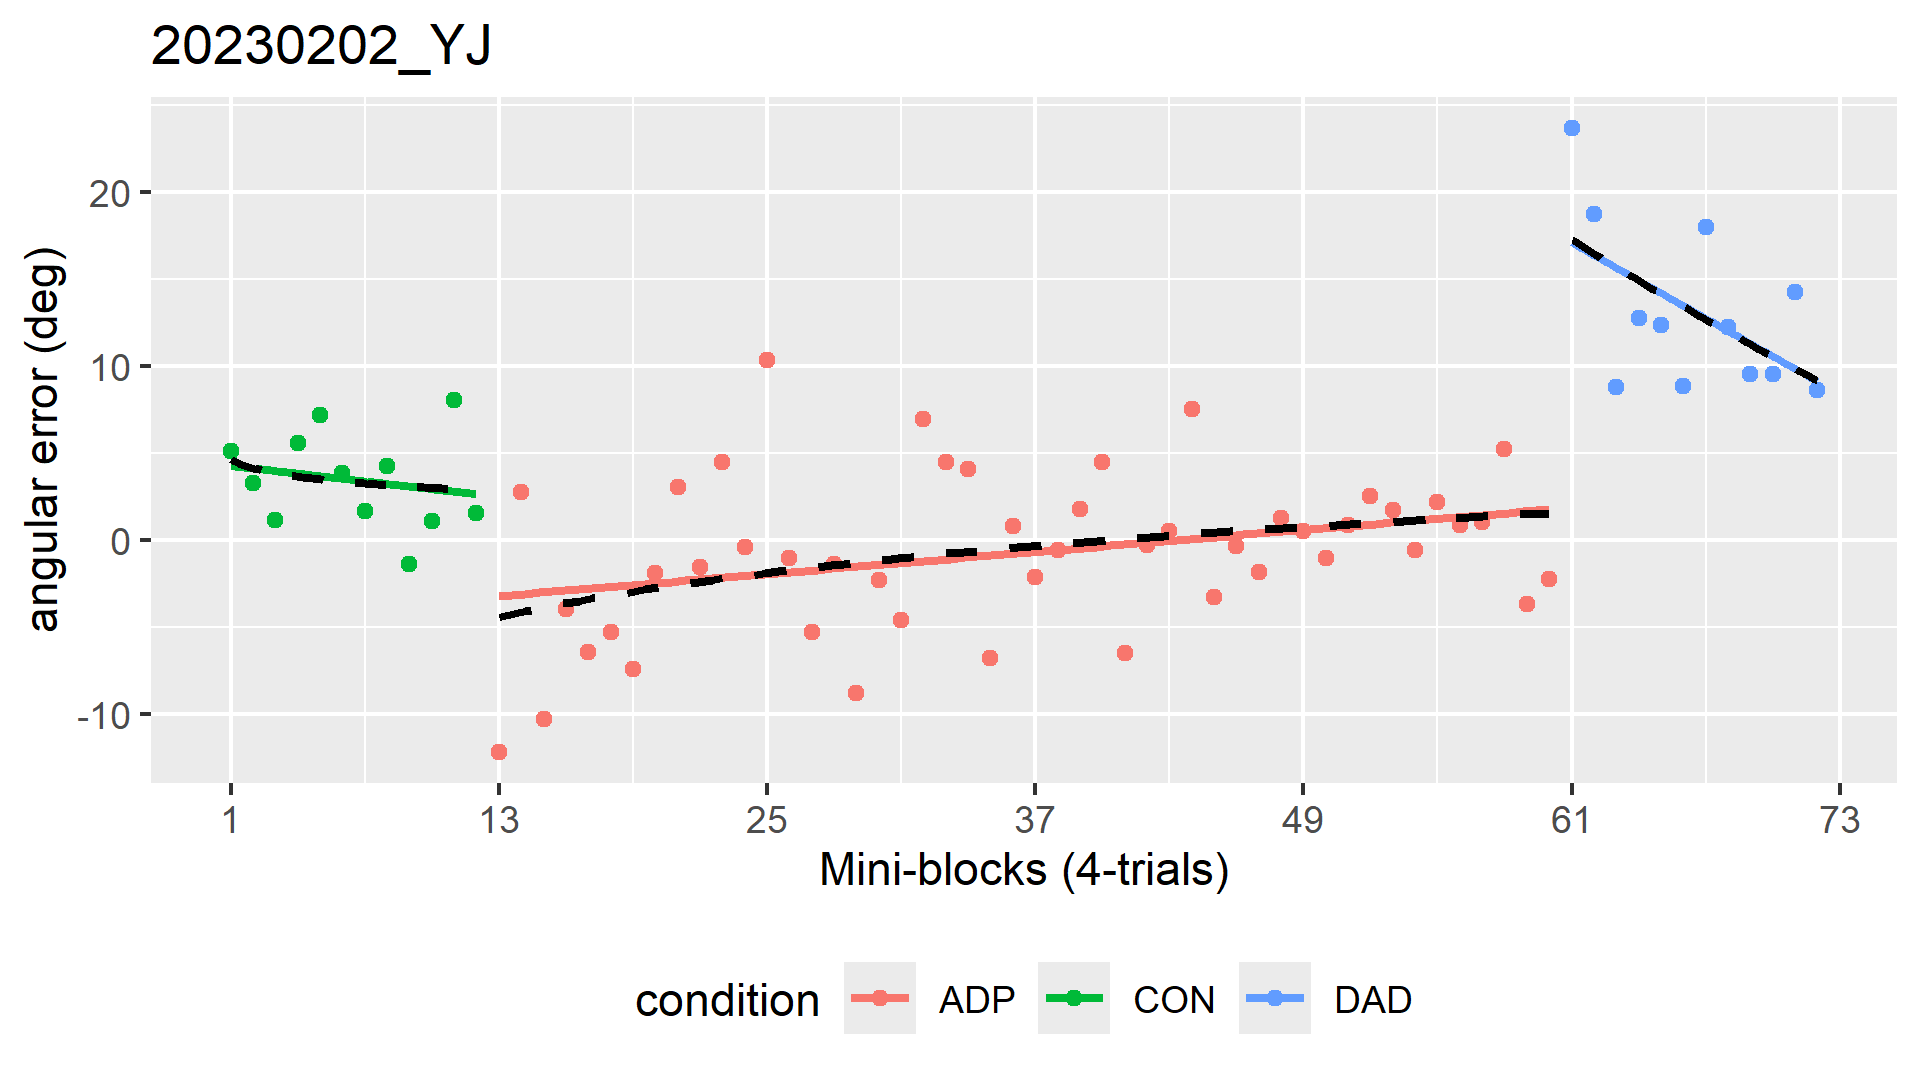 20230202_YJ
angular error (deg)
20
10
0
-10
1 13 25 37 49 61 73
Mini-blocks (4-trials)
condition ADP CON DAD